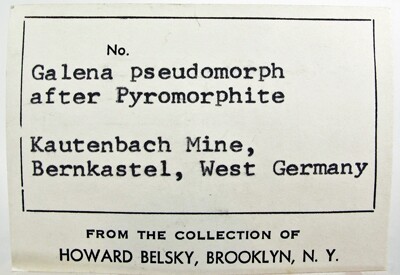 No.
Galena pseudomorph
after Pyromorphite
Kautenbach Mine,
Bernkastel, West Germany
FROM THE COLLECTION OF
HOWARD BELSKY, BROOKLYN, N. Y.